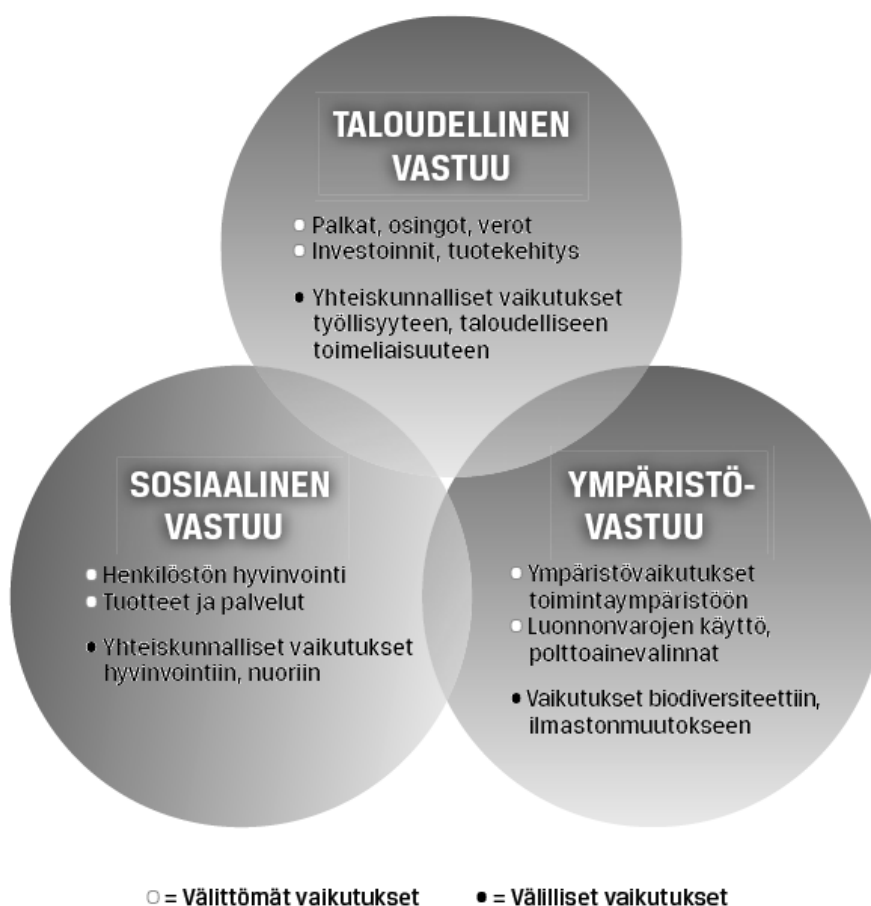 TALOUDELLINEN
VASTUU
Palkat, osingot, verot
Investoinnit, tuotekehitys
• Yhteiskunnalliset vaikutukset
työllisyyteen, taloudelliseen
toimeliaisuuteen
SOSIAALINEN
VASTUU
Henkilöstön hyvinvointi
Tuotteet ja palvelut
• Yhteiskunnalliset vaikutukset
hyvinvointiin, nuoriin
YMPÄRISTÖ-
VASTUU
Ympäristövaikutukset
toimintaympäristöön
Luonnonvarojen käyttö,
polttoainevalinnat
• Vaikutukset biodiversiteettiin,
ilmastonmuutokseen
○ = Välittömät vaikutukset
• = Välilliset vaikutukset